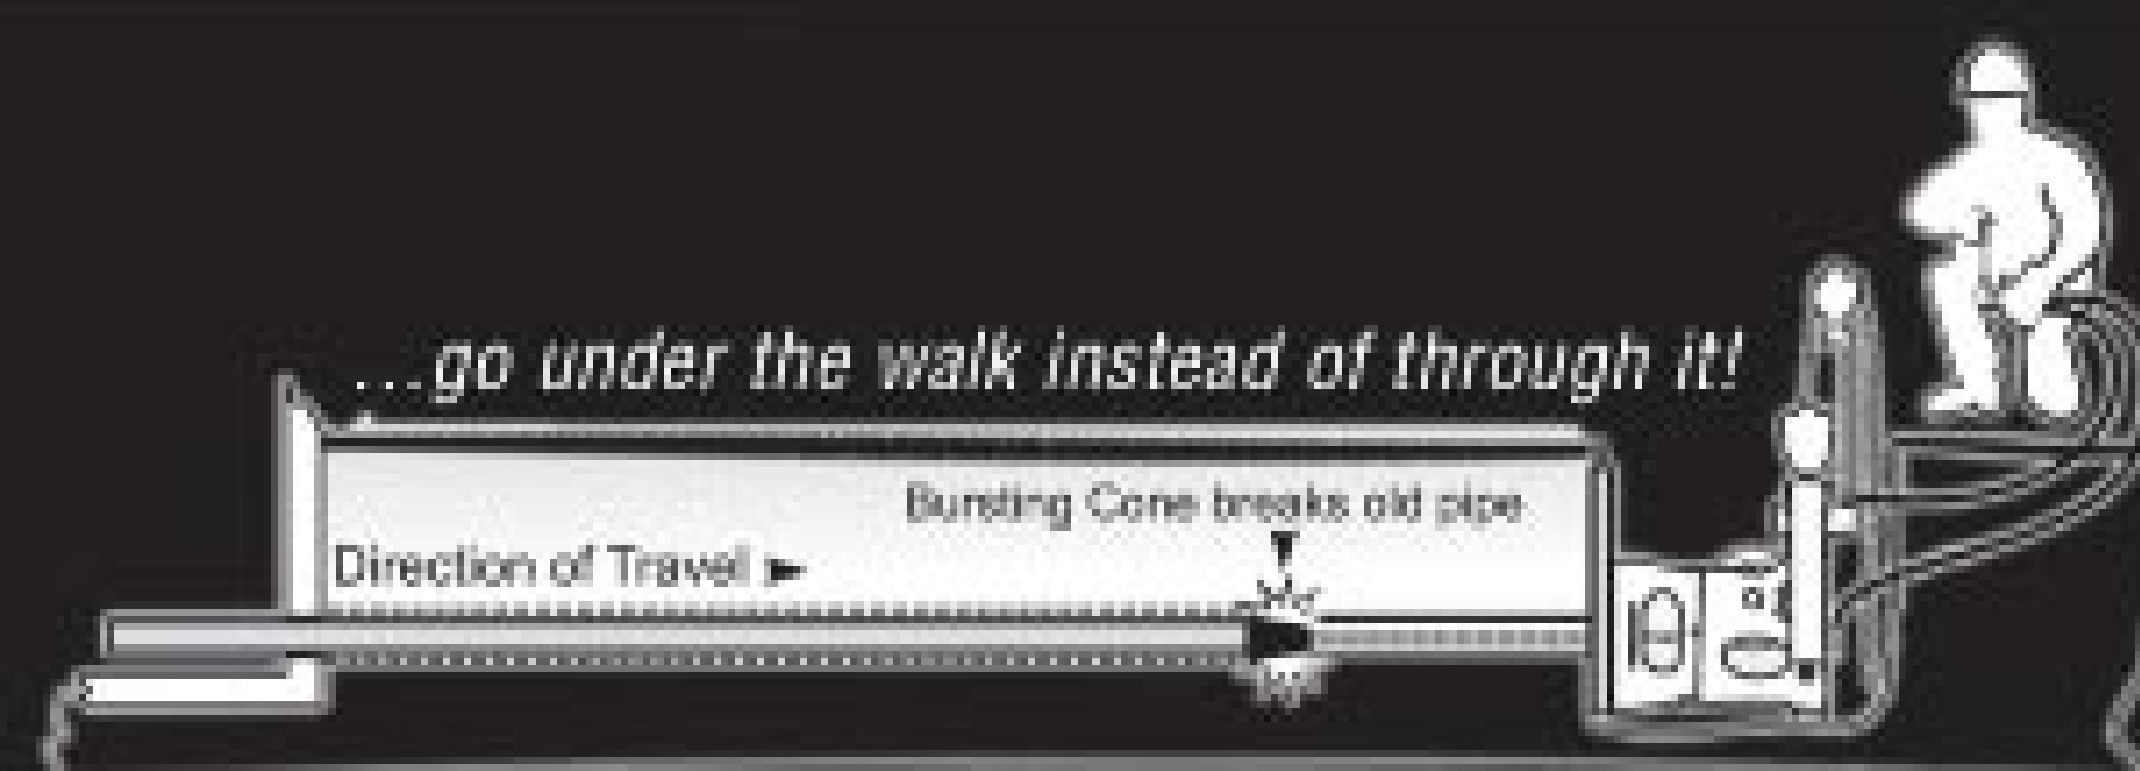 ...go under the walk instead of through it!
Bursting Cone breaks old pipe
Direction of Travel